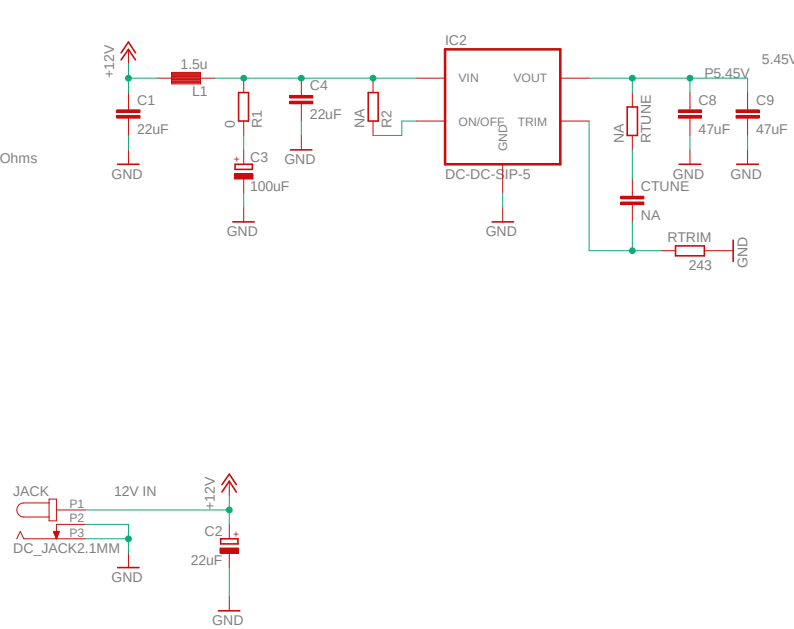 IC2
5.45V
+12V
1.5u
L1
C1
22uF
GND
0
R1
C3
+
100uF
GND
C4
22uF
GND
NA
R2
VIN
VOUT
ON/OFF
TRIM
GND
DC-DC-SIP-5
GND
P5.45V
NA
RTUNE
C8
47uF
GND
C9
47uF
GND
CTUNE
NA
RTRIM
243
GND
Ohms
JACK
12V IN
P1
P2
P3
DC_JACK2.1MM
GND
+12V
C2
+
22uF
GND